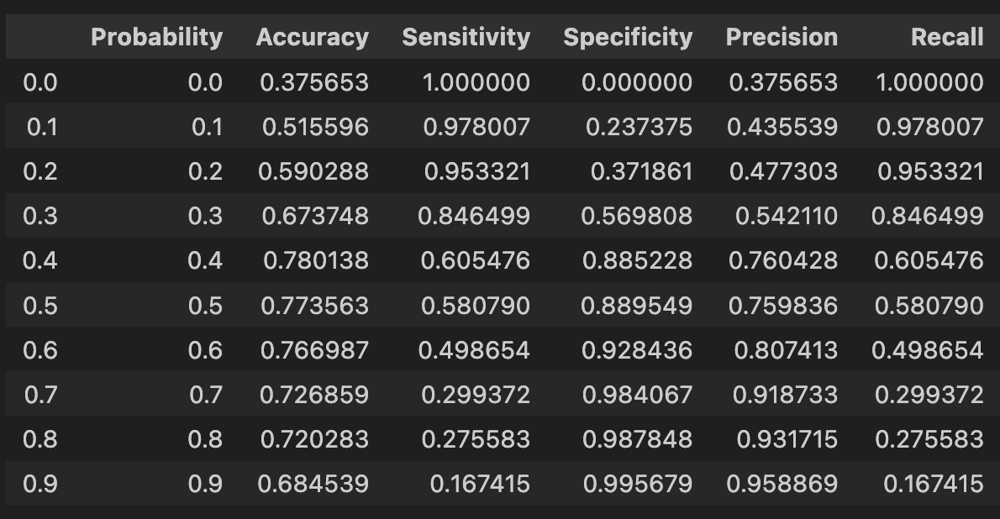 Probability Accuracy Sensitivity Specificity Precision Recall
0.0 0.0 0.375653 1.000000 0.000000 0.375653 1.000000
0.1 0.1 0.515596 0.978007 0.237375 0.435539 0.978007
0.2 0.2 0.590288 0.953321 0.371861 0.477303 0.953321
0.3 0.3 0.673748 0.846499 0.569808 0.542110 0.846499
0.4 0.4 0.780138 0.605476 0.885228 0.760428 0.605476
0.5 0.5 0.773563 0.580790 0.889549 0.759836 0.580790
0.6 0.6 0.766987 0.498654 0.928436 0.807413 0.498654
0.7 0.7 0.726859 0.299372 0.984067 0.918733 0.299372
0.8 0.8 0.720283 0.275583 0.987848 0.931715 0.275583
0.9 0.9 0.684539 0.167415 0.995679 0.958869 0.167415